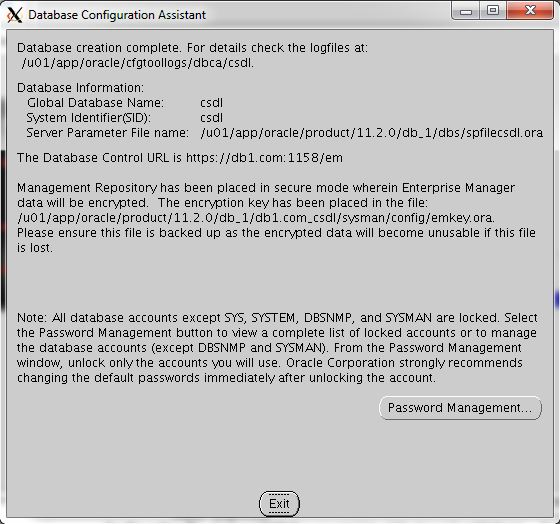 Database Configuration Assistant
Database creation complete. For details check the logfiles at:
/u01/app/oracle/cfgtoollogs/dbca/csdl.
Database Information:
Global Database Name: csdl
System Identifier(SID): csdl
Server Parameter File name: /u01/app/oracle/product/11.2.0/db_1/dbs/spfilecsdl.ora
The Database Control URL is https://db1.com:1158/em
Management Repository has been placed in secure mode wherein Enterprise Manager
data will be encrypted. The encryption key has been placed in the file:
/u01/app/oracle/product/11.2.0/db_1/db1.com_csdl/sysman/config/emkey.ora.
Please ensure this file is backed up as the encrypted data will become unusable if this file
is lost.
Note: All database accounts except SYS, SYSTEM, DBSNMP, and SYSMAN are locked. Select
the Password Management button to view a complete list of locked accounts or to manage
the database accounts (except DBSNMP and SYSMAN). From the Password Management
window, unlock only the accounts you will use. Oracle Corporation strongly recommends
changing the default passwords immediately after unlocking the account.
Password Management...
Exit